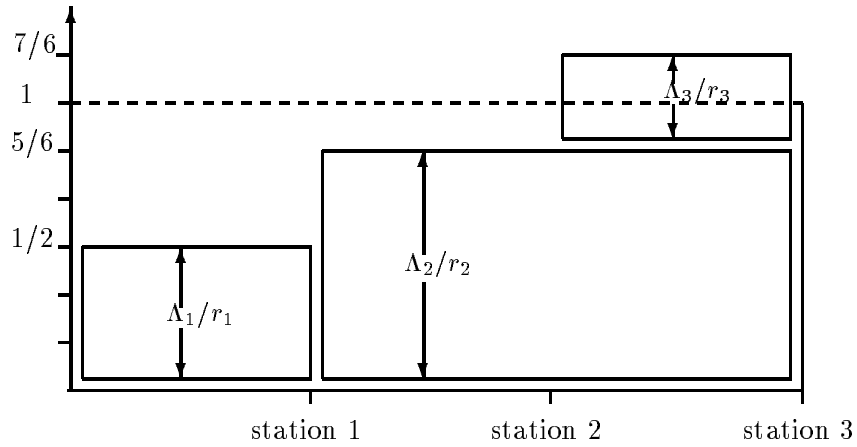 7/6
1
Λ₃/r₃
5/6
1/2
Λ₂/r₂
Λ₁/r₁
station 1 station 2 station 3